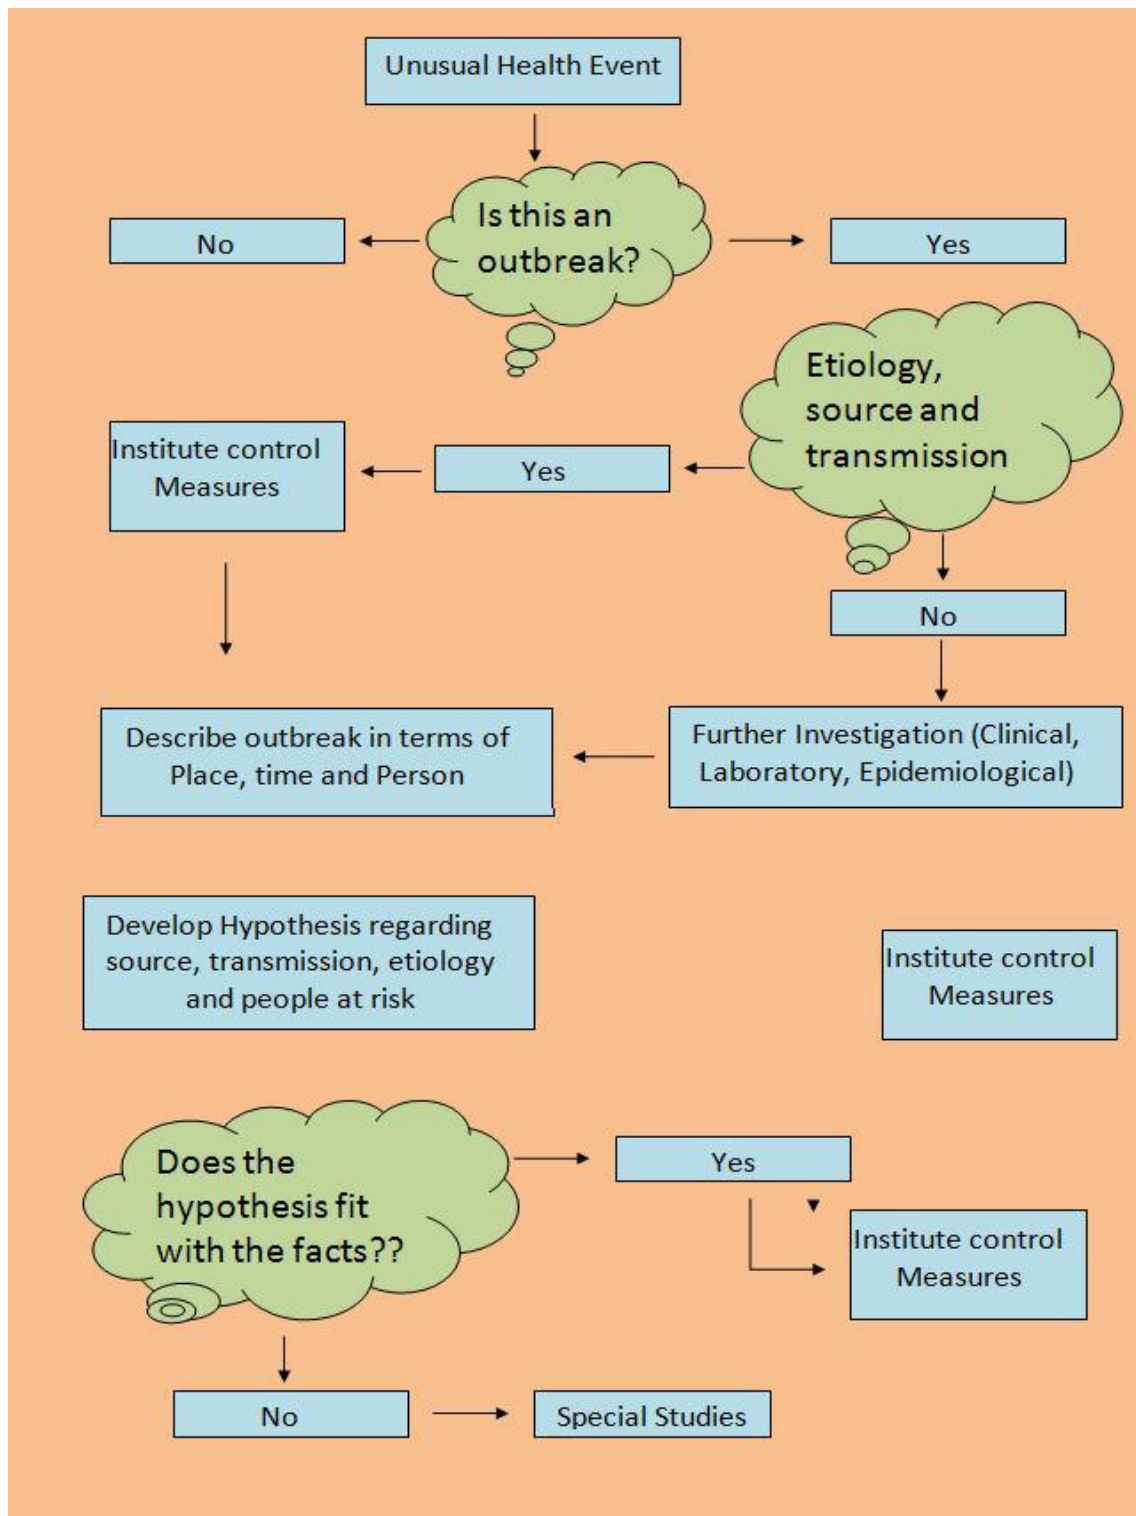 Unusual Health Event
Is this an
outbreak?
No
Yes
Etiology,
source and
transmission
Institute control
Measures
Yes
No
Describe outbreak in terms of
Place, time and Person
Further Investigation (Clinical,
Laboratory, Epidemiological)
Develop Hypothesis regarding
source, transmission, etiology
and people at risk
Institute control
Measures
Does the
hypothesis fit
with the facts??
Yes
Institute control
Measures
No
Special Studies